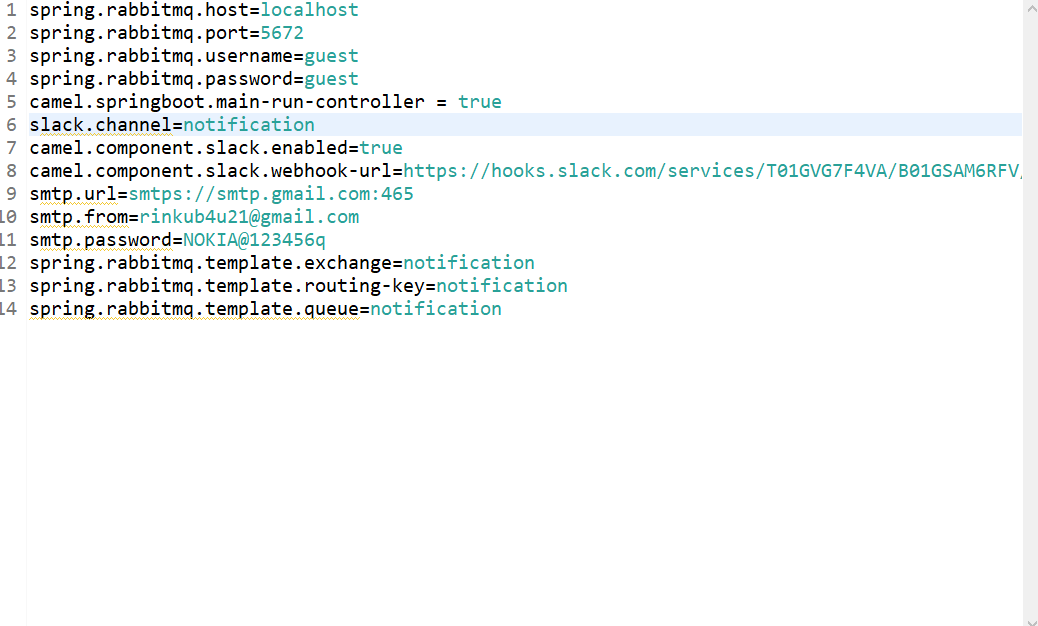 1 spring.rabbitmq.host=localhost
2 spring.rabbitmq.port=5672
3 spring.rabbitmq.username=guest
4 spring.rabbitmq.password=guest
5 camel.springboot.main-run-controller = true
6 slack.channel=notification
7 camel.component.slack.enabled=true
8 camel.component.slack.webhook-url=https://hooks.slack.com/services/T01GVG7F4VA/B01GSAM6RFV/
9 smtp.url=smtps://smtp.gmail.com:465
10 smtp.from=rinkub4u21@gmail.com
11 smtp.password=NOKIA@123456q
12 spring.rabbitmq.template.exchange=notification
13 spring.rabbitmq.template.routing-key=notification
14 spring.rabbitmq.template.queue=notification